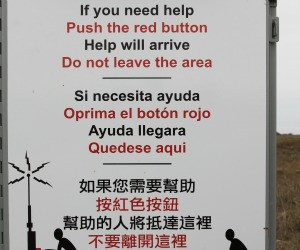 If you need help
Push the red button
Help will arrive
Do not leave the area
Si necesita ayuda
Oprima el botón rojo
Ayuda llegara
Quedese aqui
如果您需要幫助
按紅色按鈕
幫助的人將抵達這裡
不要離開這裡